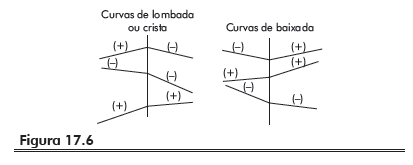 Curvas de lombada
ou crista
Curvas de baixada
(+) (–)
(–)
(–)
(+)
(+)
(–) (+)
(+)
(+)
(–)
(–)
Figura 17.6